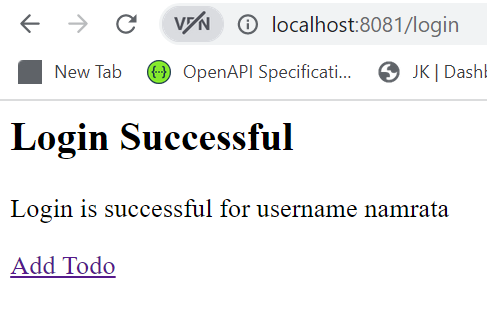 VPN
localhost:8081/login
New Tab
{··}
OpenAPI Specificati...
JK | Dashb
Login Successful
Login is successful for username namrata
Add Todo